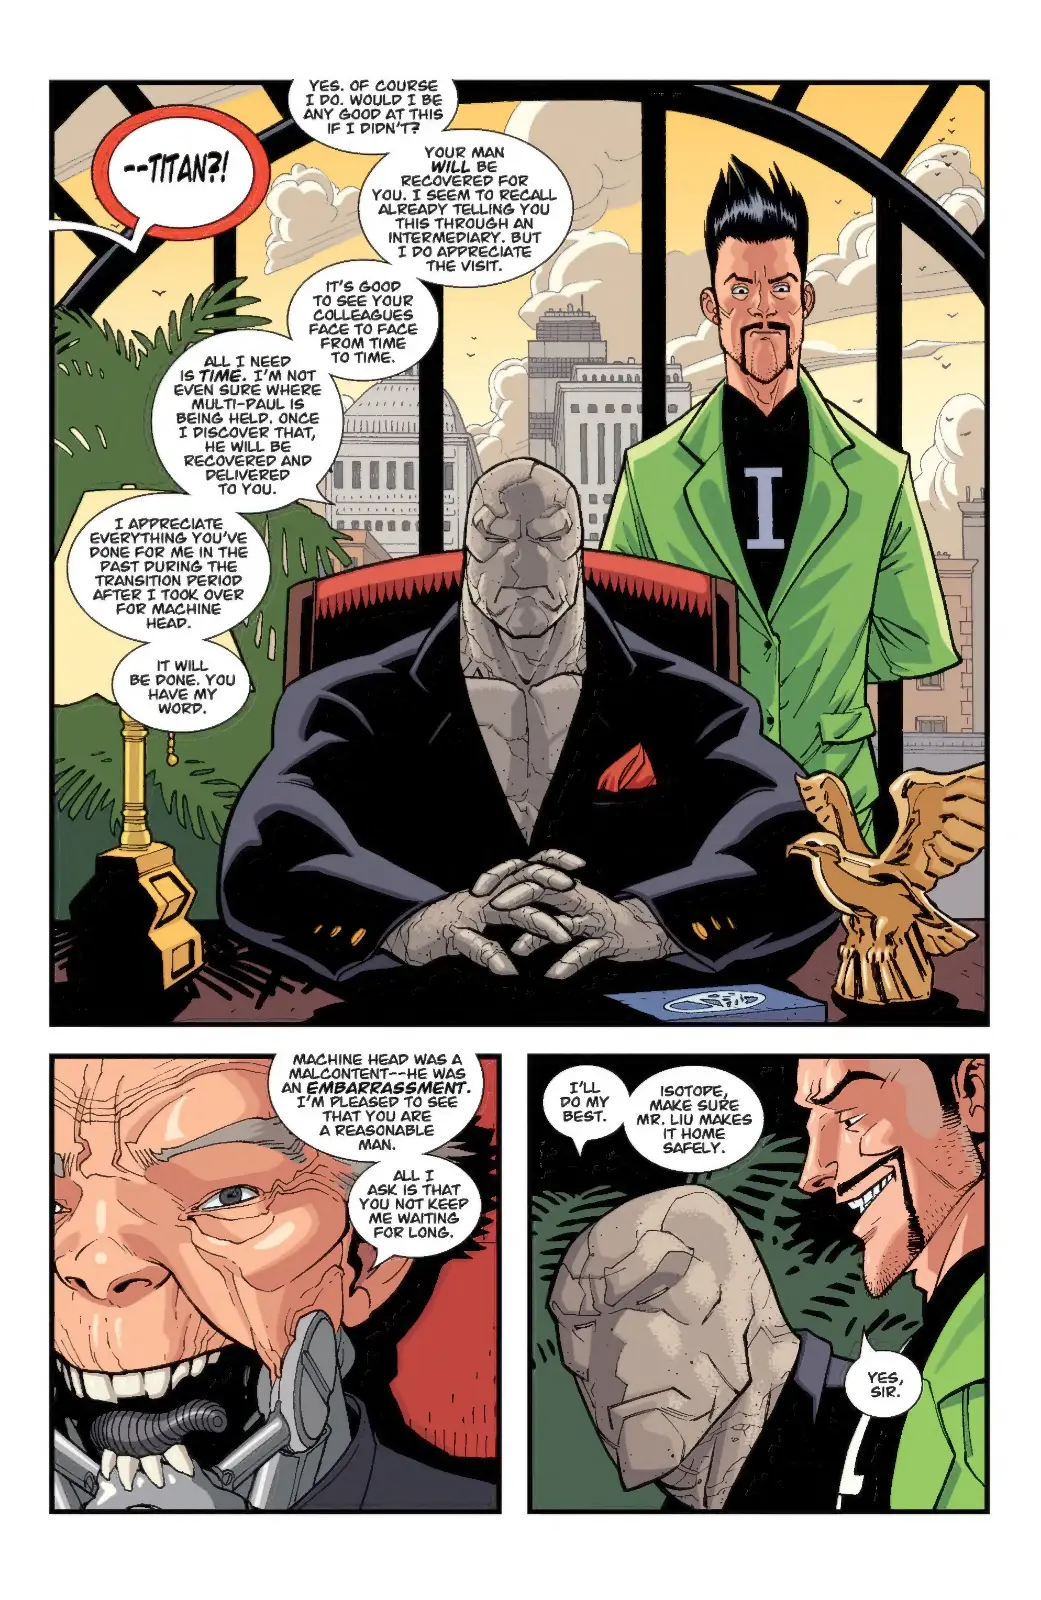 --TITAN?!
YES. OF COURSE
I DO. WOULD I BE
ANY GOOD AT THIS
IF I DIDN'T?
YOUR MAN
WILL BE
RECOVERED FOR
YOU. I SEEM TO RECALL
ALREADY TELLING YOU
THIS THROUGH AN
INTERMEDIARY. BUT
I DO APPRECIATE
THE VISIT.
IT'S GOOD
TO SEE YOUR
COLLEAGUES
FACE TO FACE
FROM TIME
TO TIME.
ALL I NEED
IS TIME. I'M NOT
EVEN SURE WHERE
MULTI-PAUL IS
BEING HELD. ONCE
I DISCOVER THAT,
HE WILL BE
RECOVERED AND
DELIVERED
TO YOU.
I APPRECIATE
EVERYTHING YOU'VE
DONE FOR ME IN THE
PAST DURING THE
TRANSITION PERIOD
AFTER I TOOK OVER
FOR MACHINE
HEAD.
IT WILL
BE DONE. YOU
HAVE MY
WORD.
I
MACHINE HEAD WAS A
MALCONTENT--HE WAS
AN EMBARRASSMENT.
I'M PLEASED TO SEE
THAT YOU ARE
A REASONABLE
MAN.
ALL I
ASK IS THAT
YOU NOT KEEP
ME WAITING
FOR LONG.
I'LL
DO MY
BEST.
ISOTOPE,
MAKE SURE
MR. LIU MAKES
IT HOME
SAFELY.
YES,
SIR.